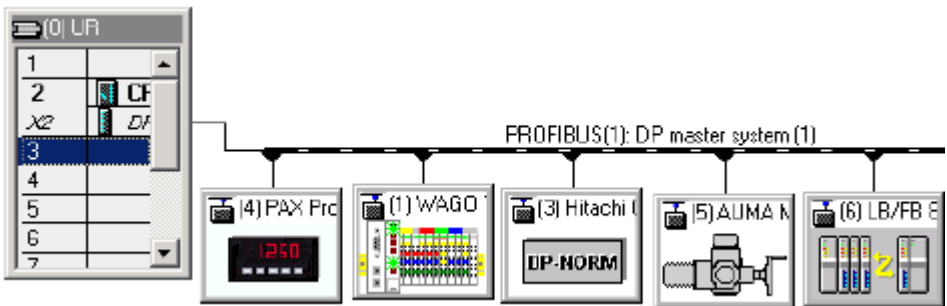 (0) UR
1
2 CP
X2 DP
3
4
5
6
7
PROFIBUS(1): DP master system (1)
(4) PAX Pro
(1) WAGO
(3) Hitachi
(5) AUMA M
(6) LB/FB 8
1250
DP-NORM